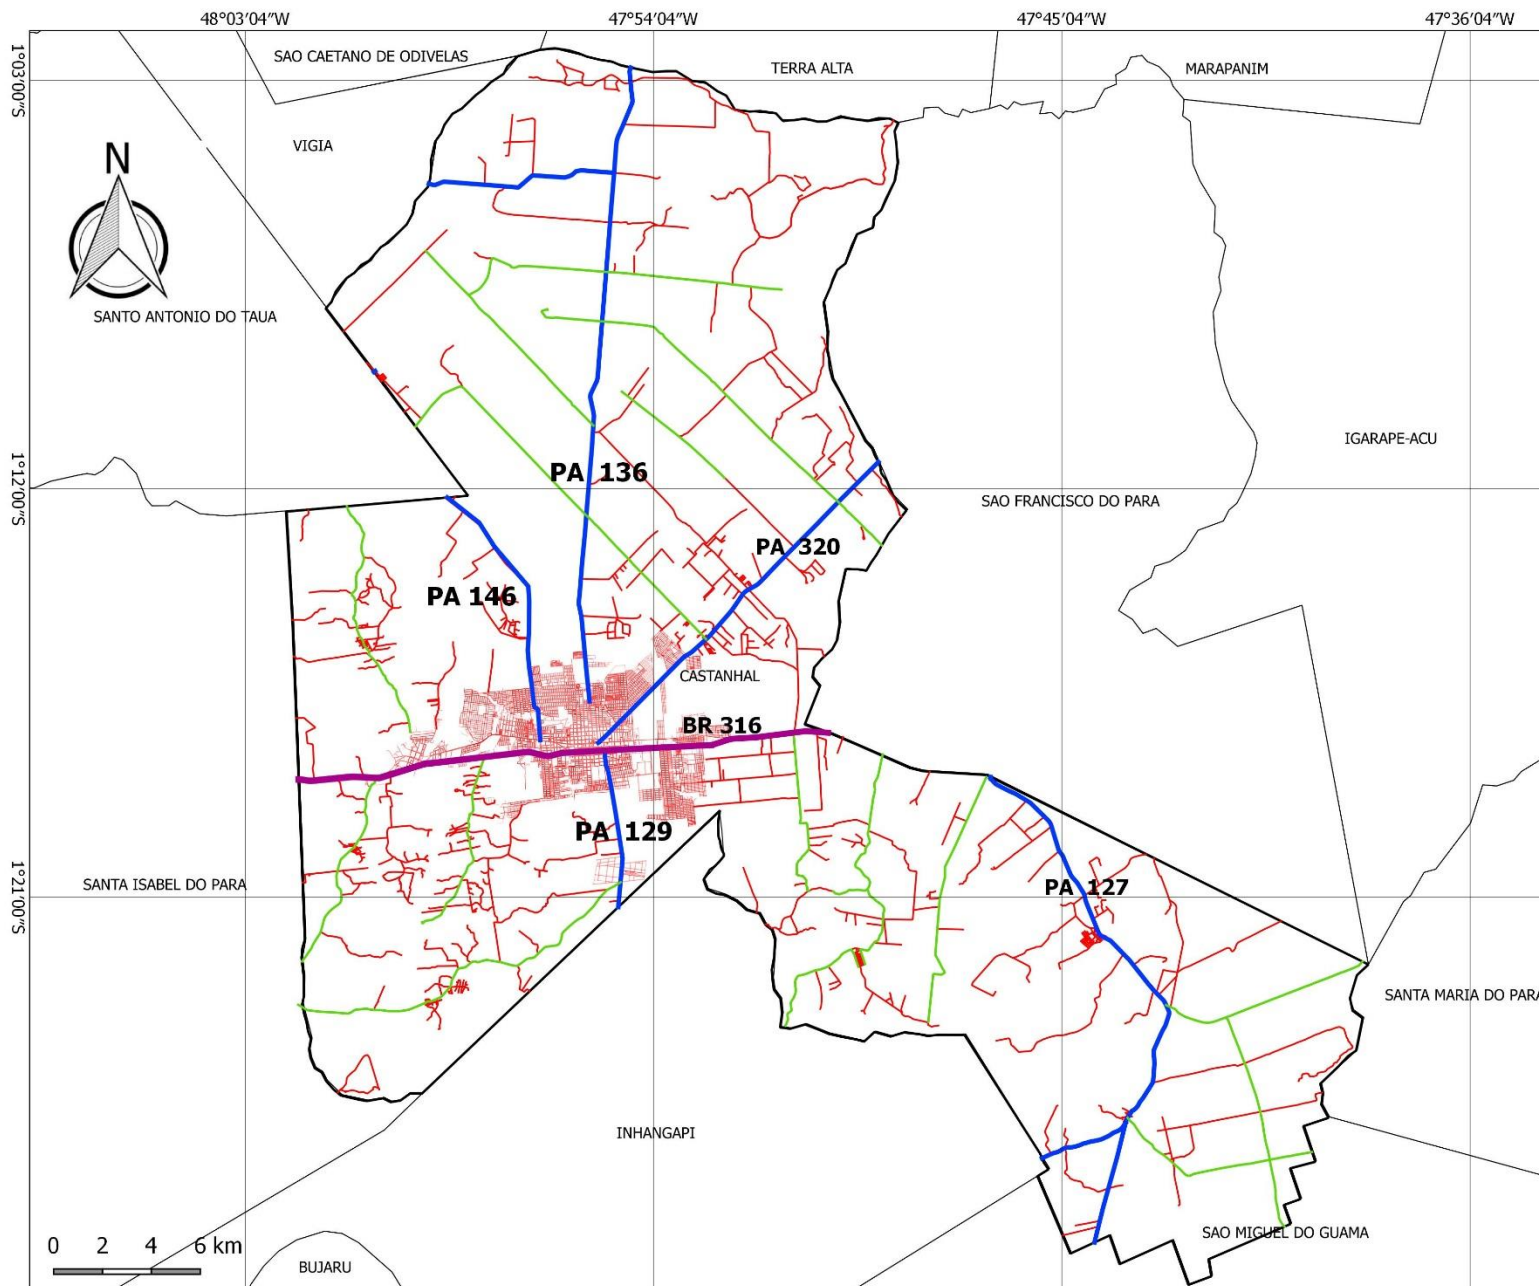 48°03′04″W 47°54′04″W 47°45′04″W 47°36′04″W
1°03′00″S
SAO CAETANO DE ODIVELAS
TERRA ALTA
MARAPANIM
VIGIA
N
SANTO ANTONIO DO TAUA
IGARAPE-ACU
PA 136
1°12′00″S
SAO FRANCISCO DO PARA
PA 320
PA 146
CASTANHAL
BR 316
PA 129
SANTA ISABEL DO PARA
PA 127
1°21′00″S
SANTA MARIA DO PARA
INHANGAPI
SAO MIGUEL DO GUAMA
0 2 4 6 km
BUJARU